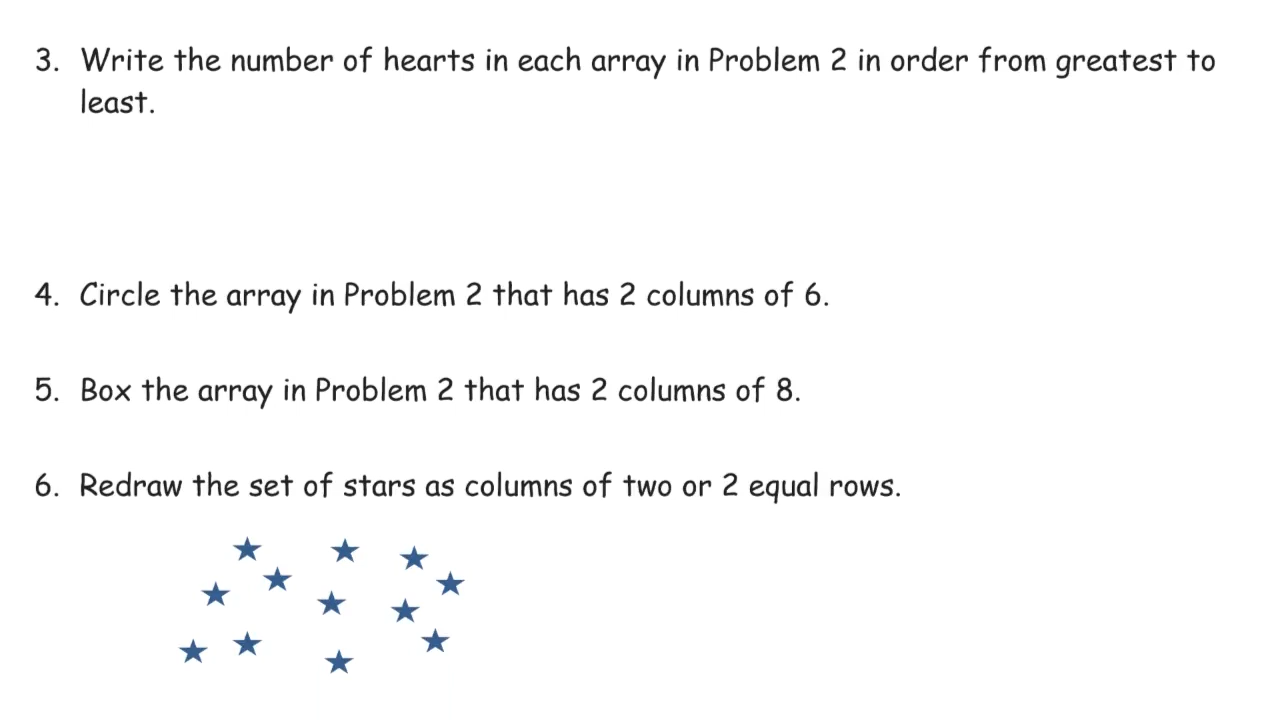 3. Write the number of hearts in each array in Problem 2 in order from greatest to
least.
4. Circle the array in Problem 2 that has 2 columns of 6.
5. Box the array in Problem 2 that has 2 columns of 8.
6. Redraw the set of stars as columns of two or 2 equal rows.